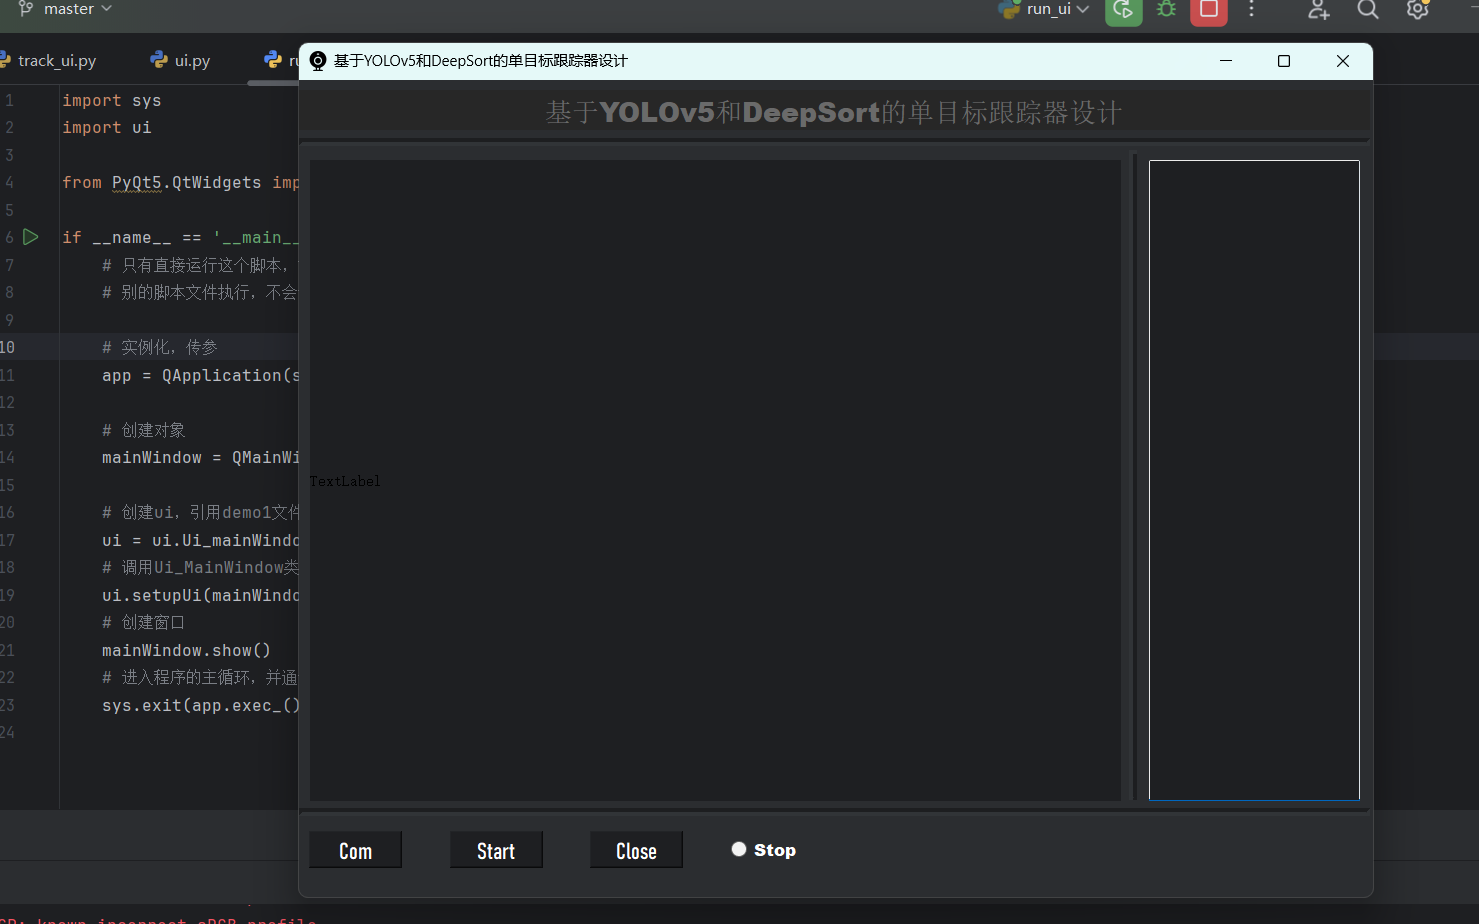 master
run_ui
track_ui.py
ui.py
基于YOLOv5和DeepSort的单目标跟踪器设计
基于YOLOv5和DeepSort的单目标跟踪器设计
1 import sys
2 import ui
3
4 from PyQt5.QtWidgets imp
5
6 if __name__ == '__main__
7 # 只有直接运行这个脚本，
8 # 别的脚本文件执行，不会
9
10 # 实例化，传参
11 app = QApplication(s
12
13 # 创建对象
14 mainWindow = QMainWi
15
16 # 创建ui，引用demo1文件
17 ui = ui.Ui_mainWindo
18 # 调用Ui_MainWindow类
19 ui.setupUi(mainWindo
20 # 创建窗口
21 mainWindow.show()
22 # 进入程序的主循环，并通
23 sys.exit(app.exec_()
24
TextLabel
Com
Start
Close
Stop
known incorrect sRGB profile